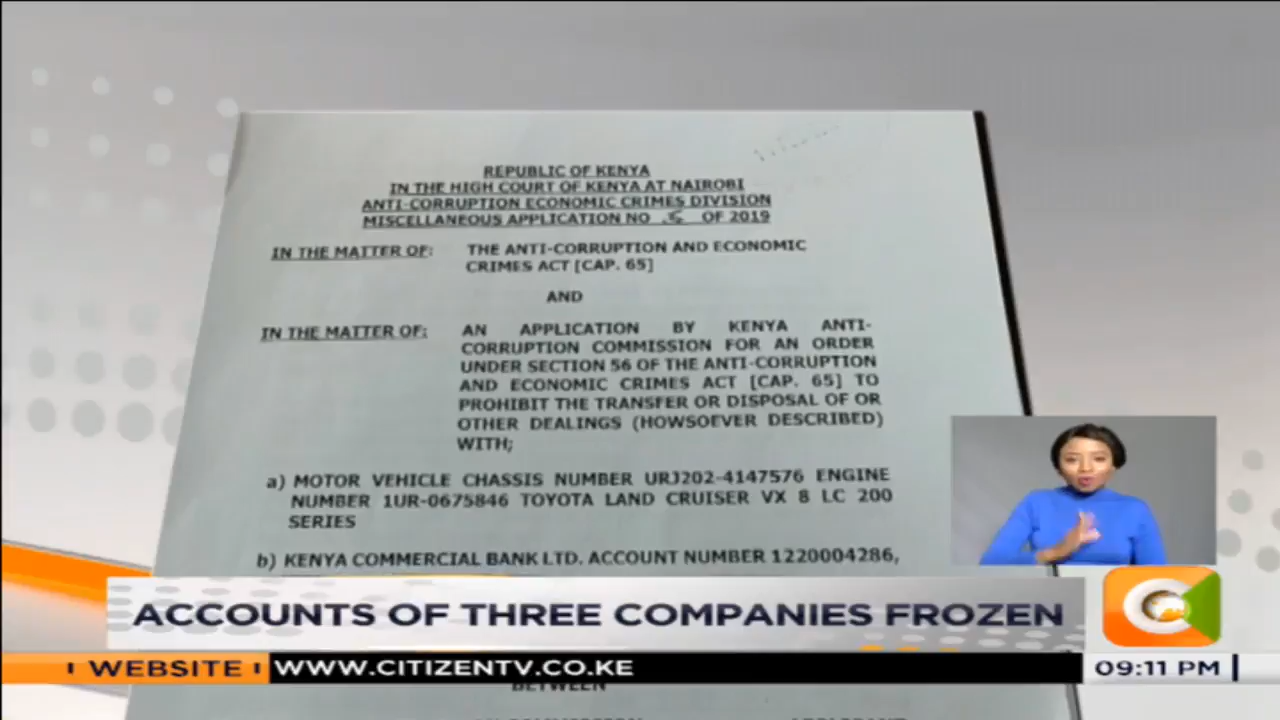 REPUBLIC OF KENYA
IN THE HIGH COURT OF KENYA AT NAIROBI
ANTI-CORRUPTION ECONOMIC CRIMES DIVISION
MISCELLANEOUS APPLICATION NO OF 2019
IN THE MATTER OF: THE ANTI-CORRUPTION AND ECONOMIC
CRIMES ACT [CAP. 65]
AND
IN THE MATTER OF: AN APPLICATION BY KENYA ANTI-
CORRUPTION COMMISSION FOR AN ORDER
UNDER SECTION 56 OF THE ANTI-CORRUPTION
AND ECONOMIC CRIMES ACT [CAP. 65] TO
PROHIBIT THE TRANSFER OR DISPOSAL OF OR
OTHER DEALINGS (HOWSOEVER DESCRIBED)
WITH;
a) MOTOR VEHICLE CHASSIS NUMBER URJ202-4147576 ENGINE
NUMBER 1UR-0675846 TOYOTA LAND CRUISER VX 8 LC 200
SERIES
b) KENYA COMMERCIAL BANK LTD. ACCOUNT NUMBER 1220004286,
ACCOUNTS OF THREE COMPANIES FROZEN
WEBSITE WWW.CITIZENTV.CO.KE
09:11 PM
BETWEEN